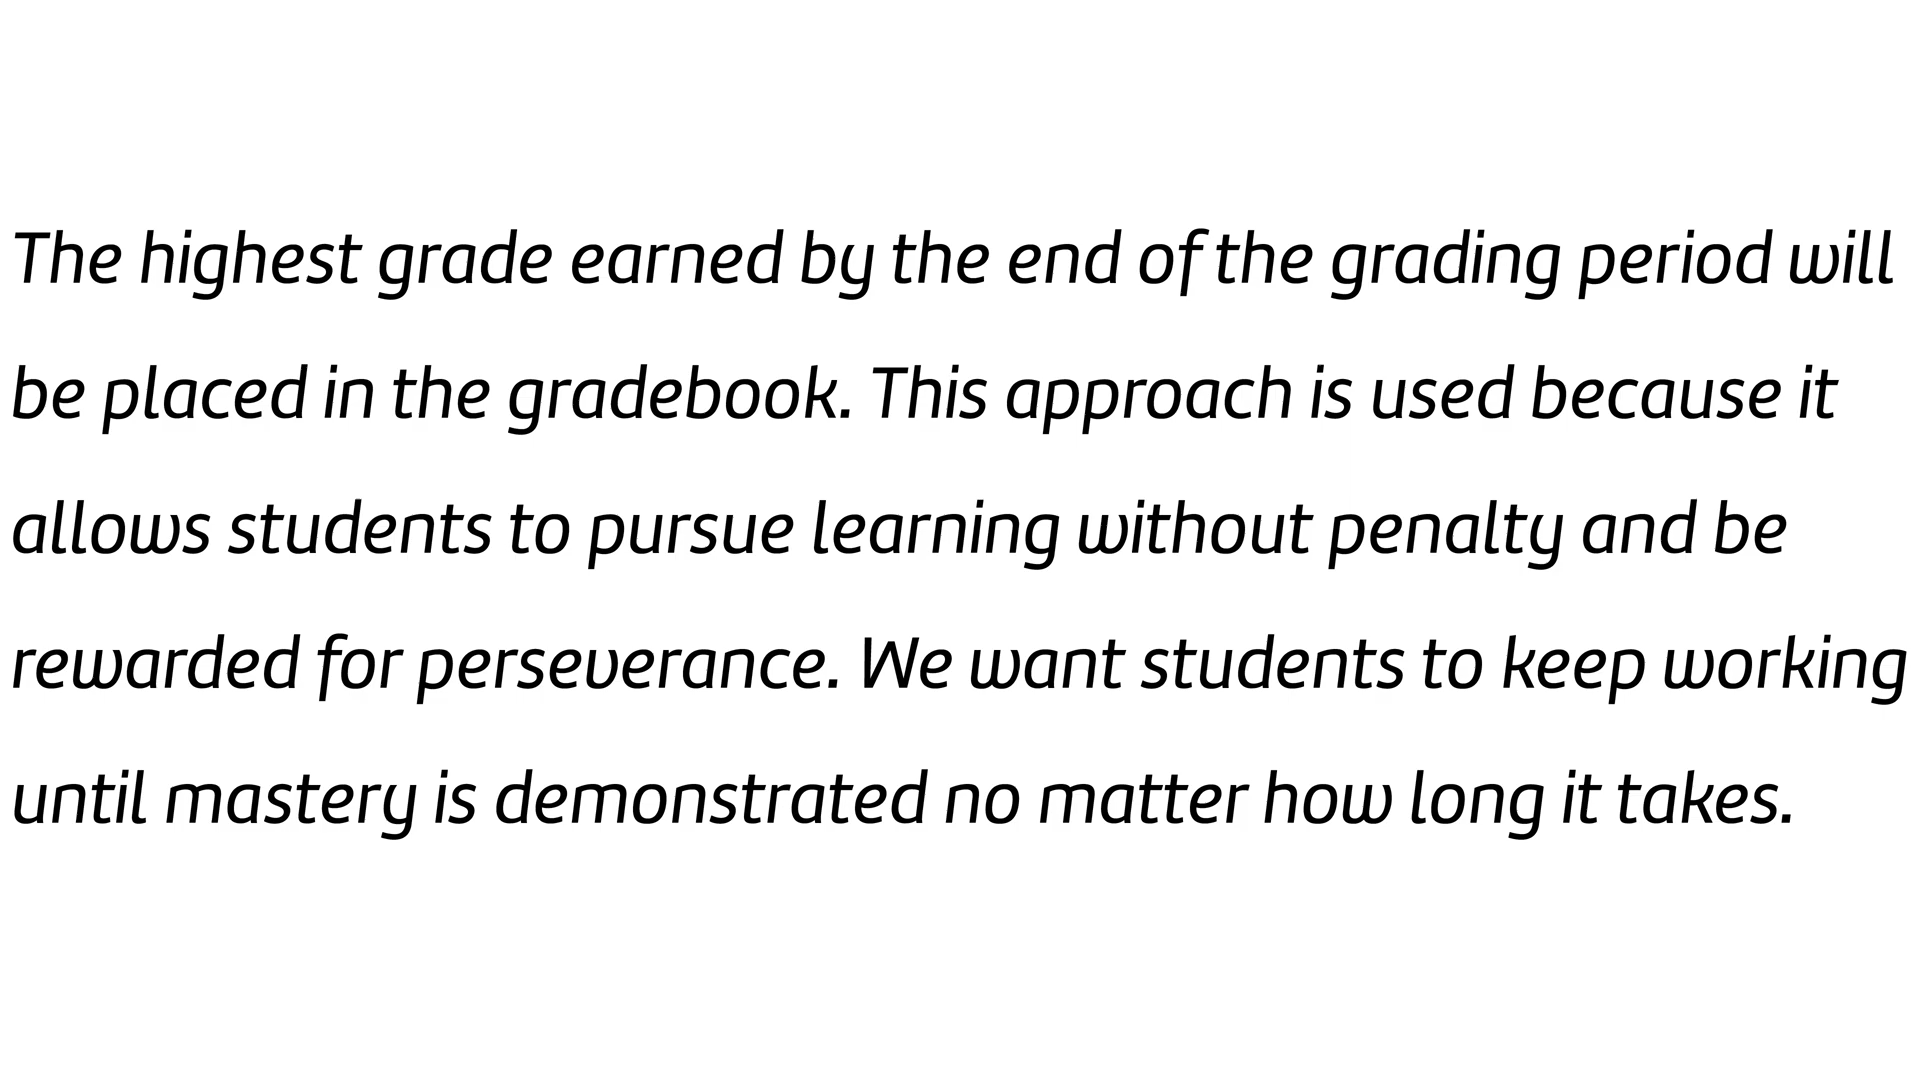 The highest grade earned by the end of the grading period will
be placed in the gradebook. This approach is used because it
allows students to pursue learning without penalty and be
rewarded for perseverance. We want students to keep working
until mastery is demonstrated no matter how long it takes.